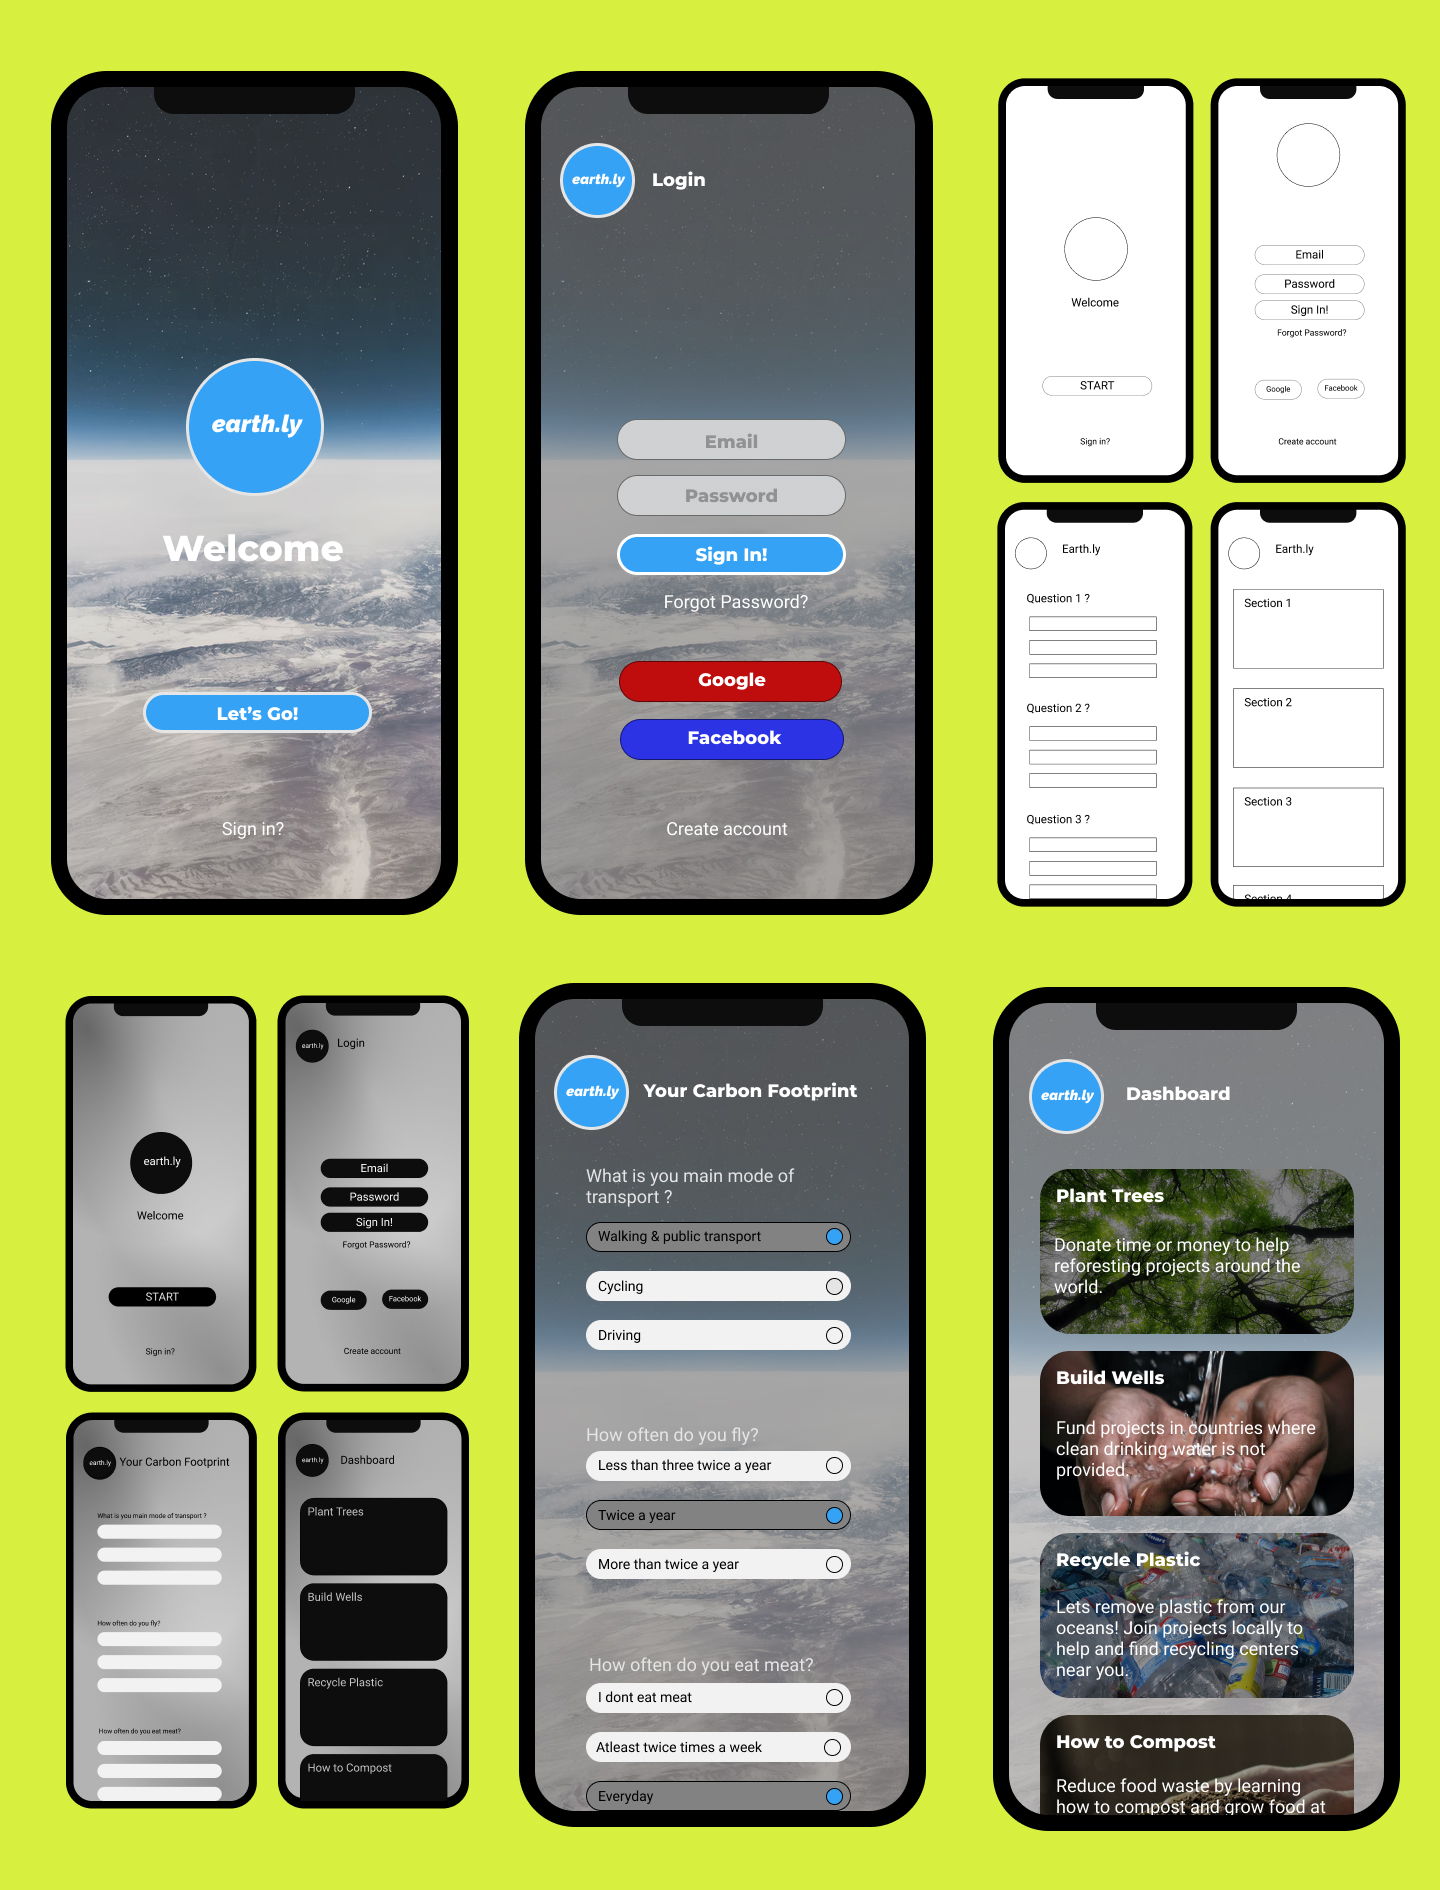 earth.ly
Welcome
Let's Go!
Sign in?
earth.ly
Login
Email
Password
Sign In!
Forgot Password?
Google
Facebook
Create account
Welcome
START
Sign in?
Email
Password
Sign In!
Forgot Password?
Google
Facebook
Create account
Earth.ly
Question 1 ?
Question 2 ?
Question 3 ?
Earth.ly
Section 1
Section 2
Section 3
Section 4
earth.ly
Welcome
START
Sign in?
earth.ly
Login
Email
Password
Sign In!
Forgot Password?
Google
Facebook
Create account
earth.ly
Your Carbon Footprint
What is you main mode of transport ?
How often do you fly?
How often do you eat meat?
earth.ly
Dashboard
Plant Trees
Build Wells
Recycle Plastic
How to Compost
earth.ly
Your Carbon Footprint
What is you main mode of
transport ?
Walking & public transport
Cycling
Driving
How often do you fly?
Less than three twice a year
Twice a year
More than twice a year
How often do you eat meat?
I dont eat meat
Atleast twice times a week
Everyday
earth.ly
Dashboard
Plant Trees
Donate time or money to help
reforesting projects around the
world.
Build Wells
Fund projects in countries where
clean drinking water is not
provided.
Recycle Plastic
Lets remove plastic from our
oceans! Join projects locally to
help and find recycling centers
near you.
How to Compost
Reduce food waste by learning
how to compost and grow food at